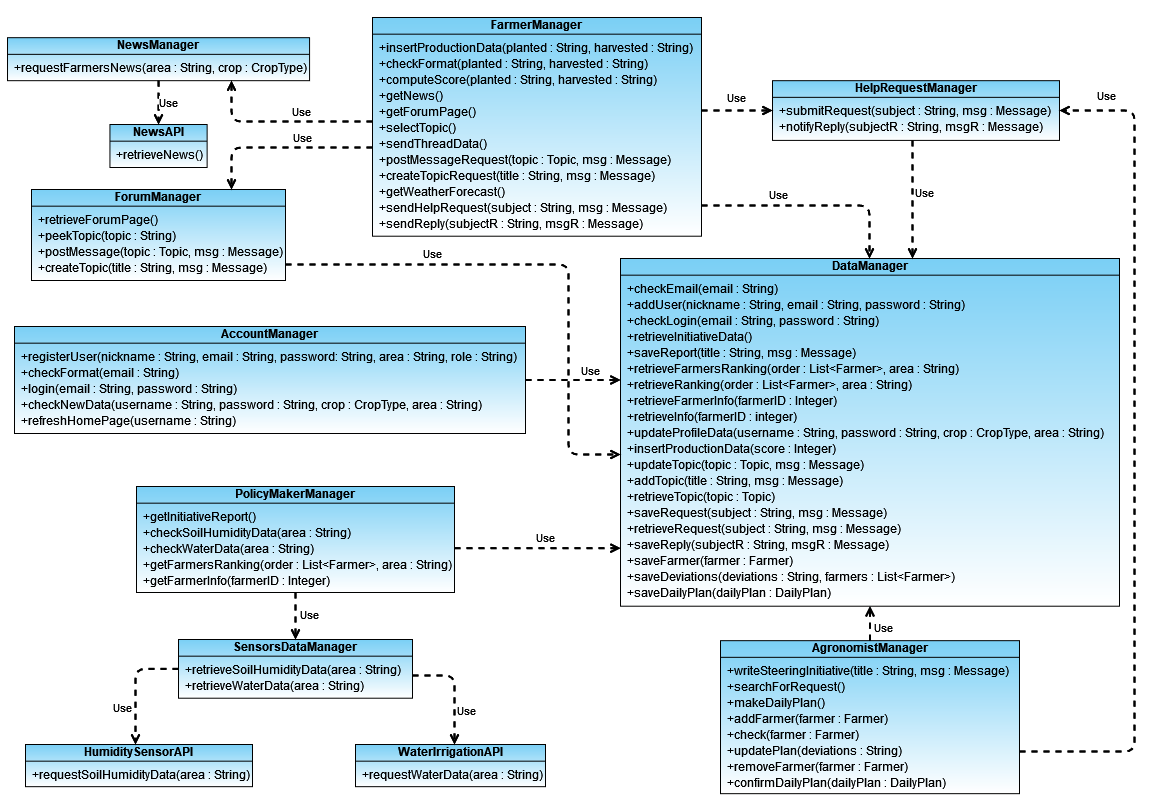 NewsManager
+requestFarmersNews(area : String, crop : CropType)
Use
NewsAPI
+retrieveNews()
FarmerManager
+insertProductionData(planted : String, harvested : String)
+checkFormat(planted : String, harvested : String)
+computeScore(planted : String, harvested : String)
+getNews()
+getForumPage()
+selectTopic()
+sendThreadData()
+postMessageRequest(topic : Topic, msg : Message)
+createTopicRequest(title : String, msg : Message)
+getWeatherForecast()
+sendHelpRequest(subject : String, msg : Message)
+sendReply(subjectR : String, msgR : Message)
Use
Use
Use
Use
HelpRequestManager
+submitRequest(subject : String, msg : Message)
+notifyReply(subjectR : String, msgR : Message)
Use
Use
ForumManager
+retrieveForumPage()
+peekTopic(topic : String)
+postMessage(topic : Topic, msg : Message)
+createTopic(title : String, msg : Message)
Use
DataManager
+checkEmail(email : String)
+addUser(nickname : String, email : String, password : String)
+checkLogin(email : String, password : String)
+retrieveInitiativeData()
+saveReport(title : String, msg : Message)
+retrieveFarmersRanking(order : List<Farmer>, area : String)
+retrieveRanking(order : List<Farmer>, area : String)
+retrieveFarmerInfo(farmerID : Integer)
+retrieveInfo(farmerID : integer)
+updateProfileData(username : String, password : String, crop : CropType, area : String)
+insertProductionData(score : Integer)
+updateTopic(topic : Topic, msg : Message)
+addTopic(title : String, msg : Message)
+retrieveTopic(topic : Topic)
+saveRequest(subject : String, msg : Message)
+retrieveRequest(subject : String, msg : Message)
+saveReply(subjectR : String, msgR : Message)
+saveFarmer(farmer : Farmer)
+saveDeviations(deviations : String, farmers : List<Farmer>)
+saveDailyPlan(dailyPlan : DailyPlan)
AccountManager
+registerUser(nickname : String, email : String, password: String, area : String, role : String)
+checkFormat(email : String)
+login(email : String, password : String)
+checkNewData(username : String, password : String, crop : CropType, area : String)
+refreshHomePage(username : String)
Use
PolicyMakerManager
+getInitiativeReport()
+checkSoilHumidityData(area : String)
+checkWaterData(area : String)
+getFarmersRanking(order : List<Farmer>, area : String)
+getFarmerInfo(farmerID : Integer)
Use
Use
SensorsDataManager
+retrieveSoilHumidityData(area : String)
+retrieveWaterData(area : String)
Use
Use
HumiditySensorAPI
+requestSoilHumidityData(area : String)
WaterIrrigationAPI
+requestWaterData(area : String)
Use
AgronomistManager
+writeSteeringInitiative(title : String, msg : Message)
+searchForRequest()
+makeDailyPlan()
+addFarmer(farmer : Farmer)
+check(farmer : Farmer)
+updatePlan(deviations : String)
+removeFarmer(farmer : Farmer)
+confirmDailyPlan(dailyPlan : DailyPlan)